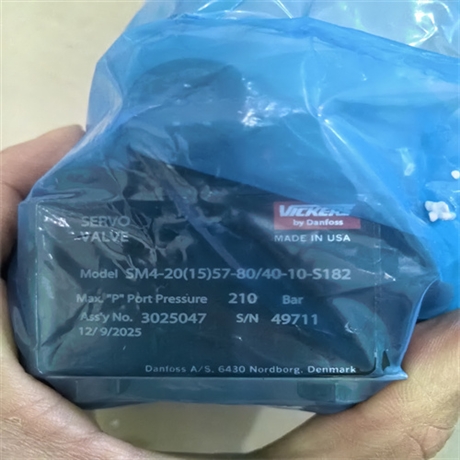 SERVO
VALVE
VICKERS
by Danfoss
MADE IN USA
Model SM4-20(15)57-80/40-10-S182
Max. "P" Port Pressure 210 Bar
Ass'y No. 3025047 S/N 49711
12/9/2025
Danfoss A/S, 6430 Nordborg, Denmark